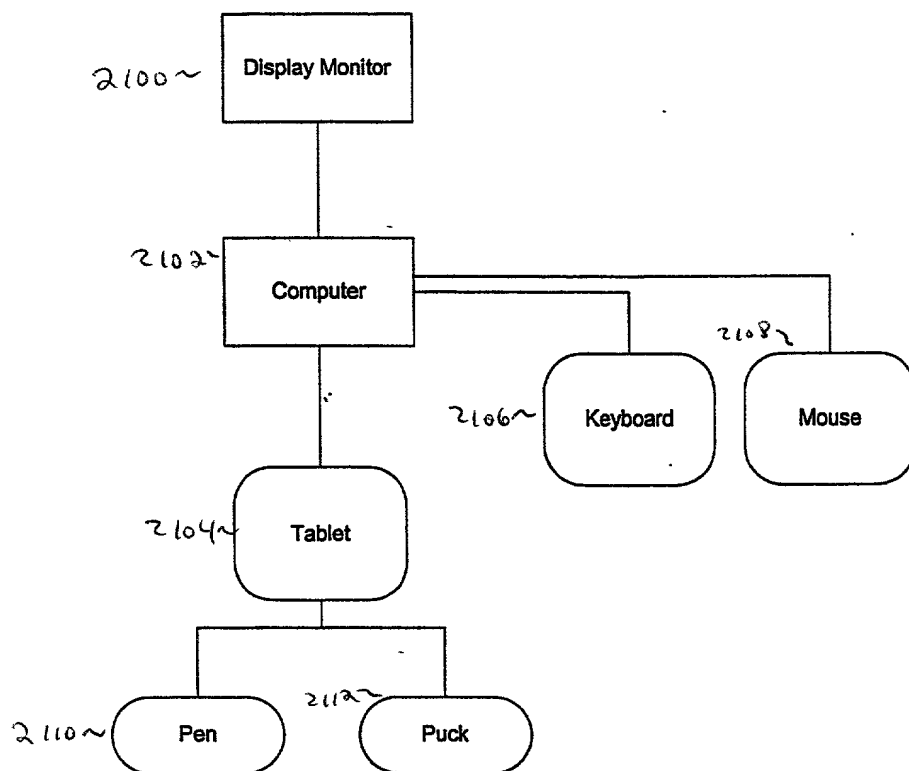 2100~ Display Monitor
2102~ Computer
2108~
2106~ Keyboard Mouse
2104~ Tablet
2112~
2110~ Pen Puck